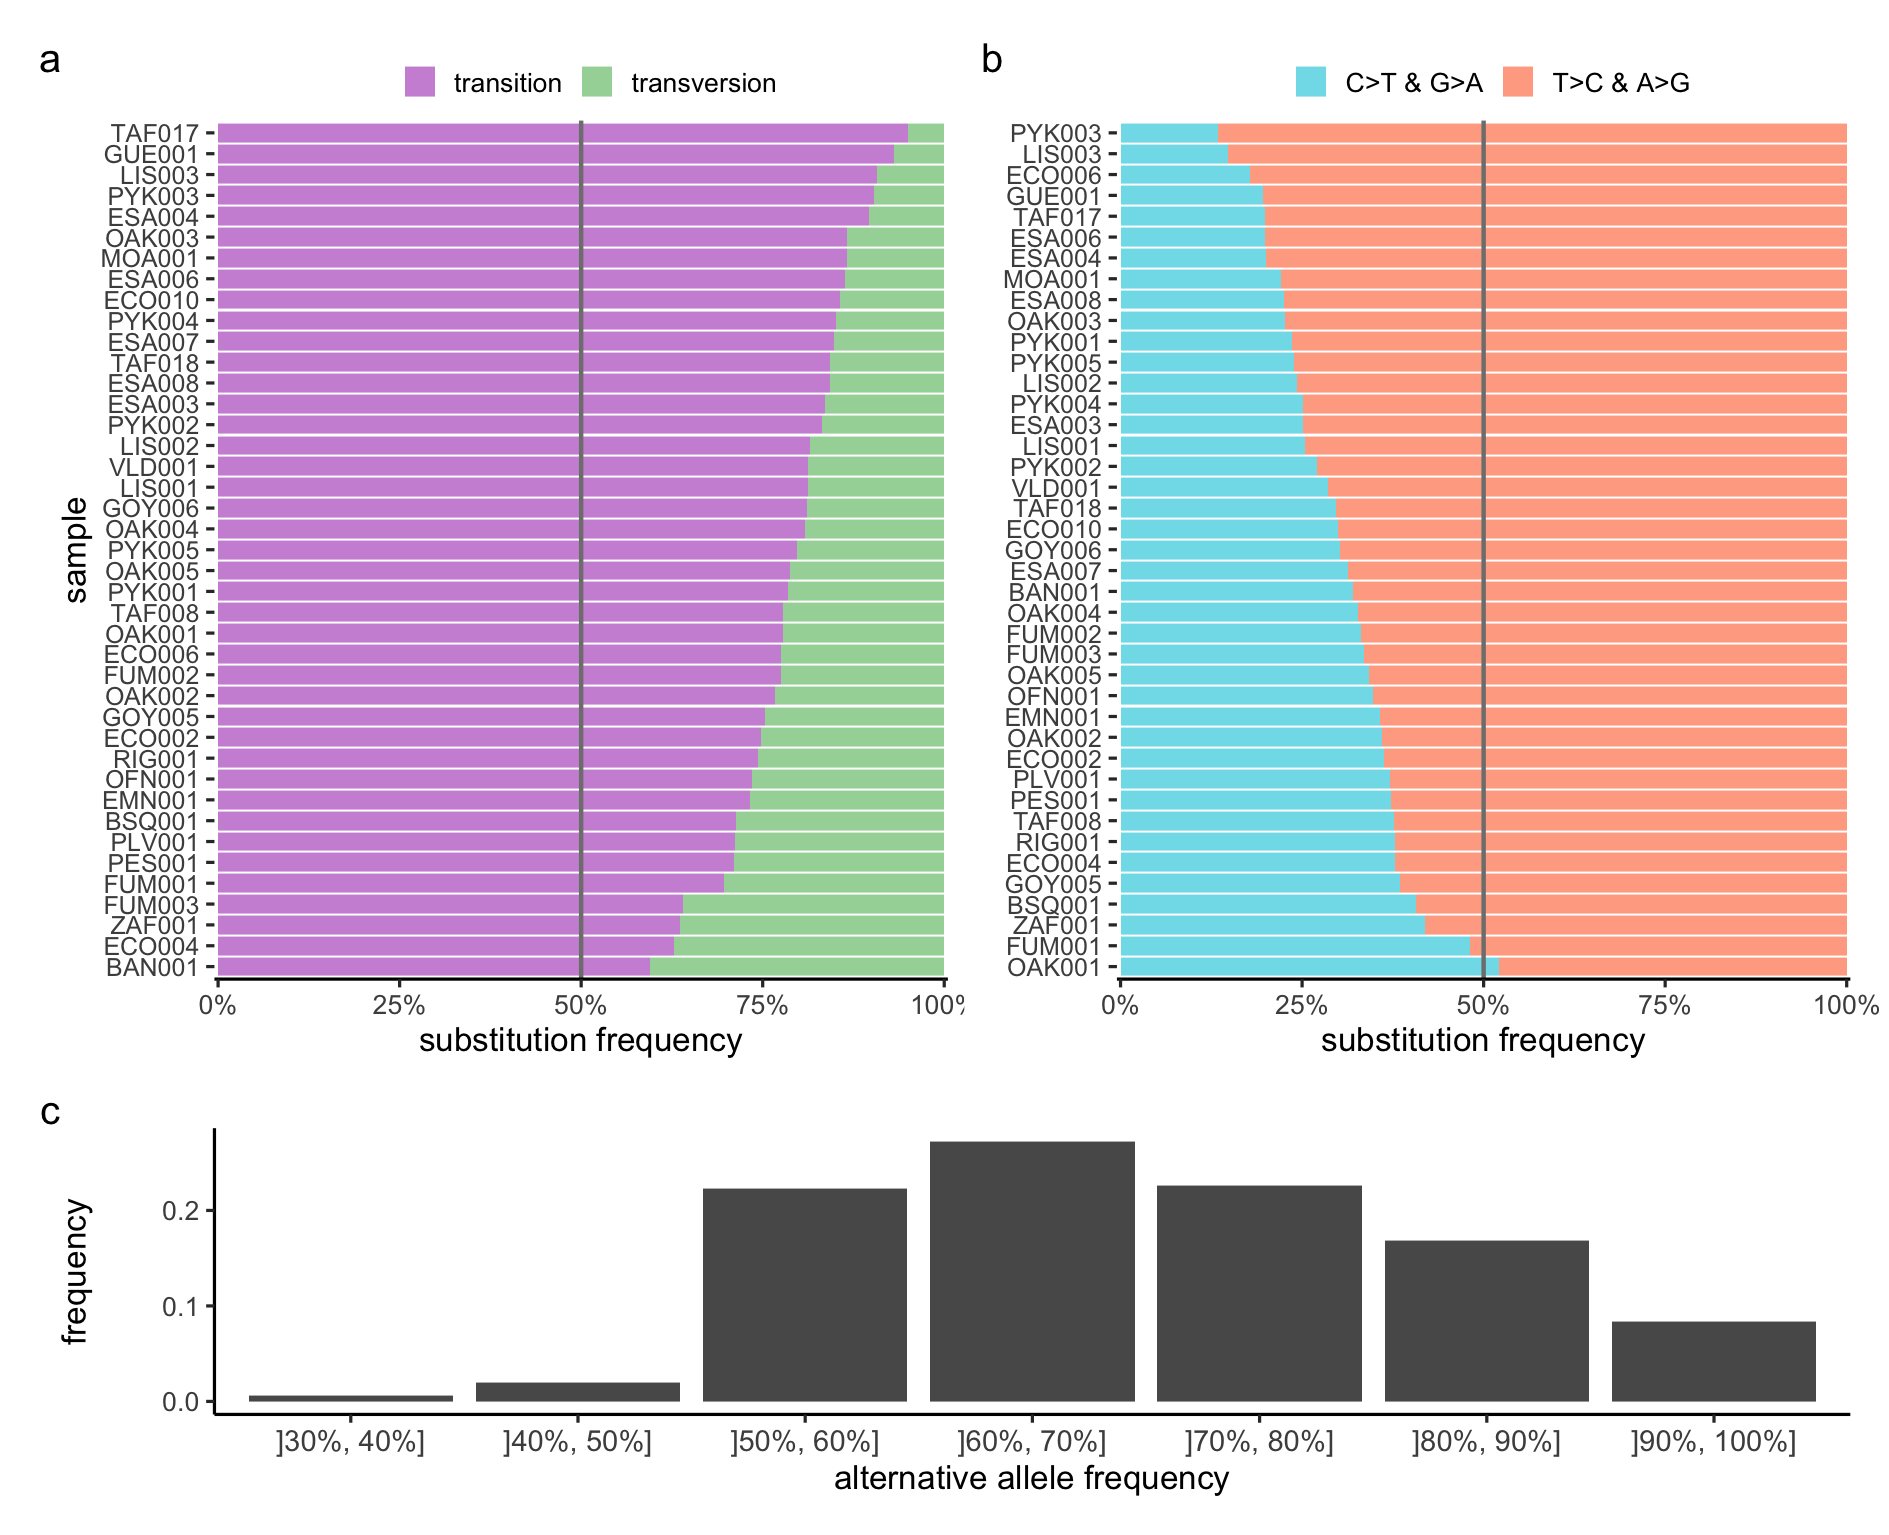 a
transition transversion
TAF017
GUE001
LIS003
PYK003
ESA004
OAK003
MOA001
ESA006
ECO010
PYK004
ESA007
TAF018
ESA008
ESA003
PYK002
LIS002
VLD001
LIS001
GOY006
OAK004
PYK005
OAK005
PYK001
TAF008
OAK001
ECO006
FUM002
OAK002
GOY005
ECO002
RIG001
OFN001
EMN001
BSQ001
PLV001
PES001
FUM001
FUM003
ZAF001
ECO004
BAN001
sample
0% 25% 50% 75% 100%
substitution frequency
b
C>T & G>A T>C & A>G
PYK003
LIS003
ECO006
GUE001
TAF017
ESA006
ESA004
MOA001
ESA008
OAK003
PYK001
PYK005
LIS002
PYK004
ESA003
LIS001
PYK002
VLD001
TAF018
ECO010
GOY006
ESA007
BAN001
OAK004
FUM002
FUM003
OAK005
OFN001
EMN001
OAK002
ECO002
PLV001
PES001
TAF008
RIG001
ECO004
GOY005
BSQ001
ZAF001
FUM001
OAK001
0% 25% 50% 75% 100%
substitution frequency
c
frequency
0.2
0.1
0.0
]30%, 40%] ]40%, 50%] ]50%, 60%] ]60%, 70%] ]70%, 80%] ]80%, 90%] ]90%, 100%]
alternative allele frequency